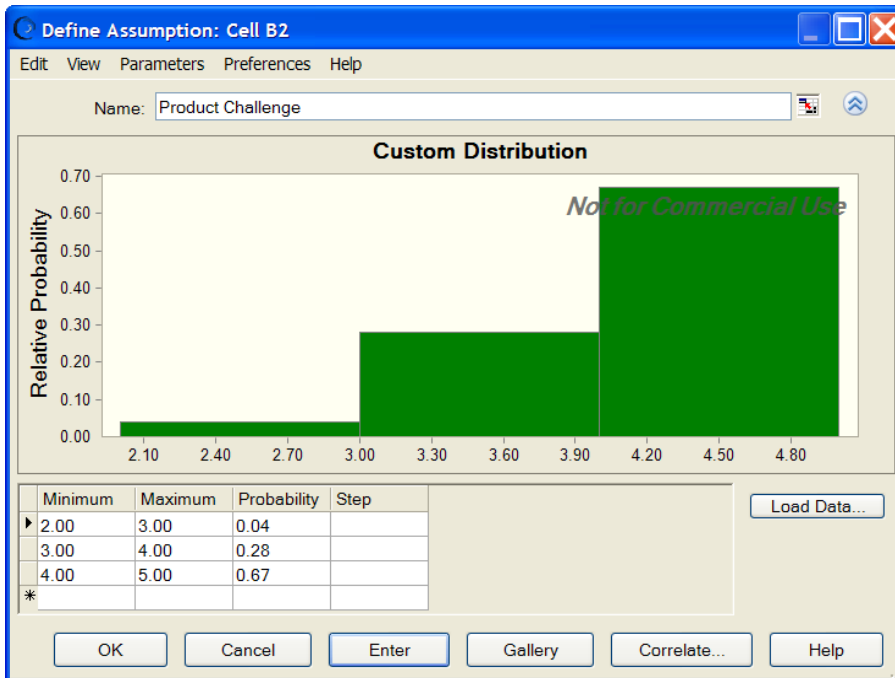 Define Assumption: Cell B2
Edit View Parameters Preferences Help
Name: Product Challenge
Custom Distribution
Not for Commercial Use
Relative Probability
0.70
0.60
0.50
0.40
0.30
0.20
0.10
0.00
2.10 2.40 2.70 3.00 3.30 3.60 3.90 4.20 4.50 4.80
Minimum Maximum Probability Step
2.00 3.00 0.04
3.00 4.00 0.28
4.00 5.00 0.67
*
Load Data...
OK Cancel Enter Gallery Correlate... Help